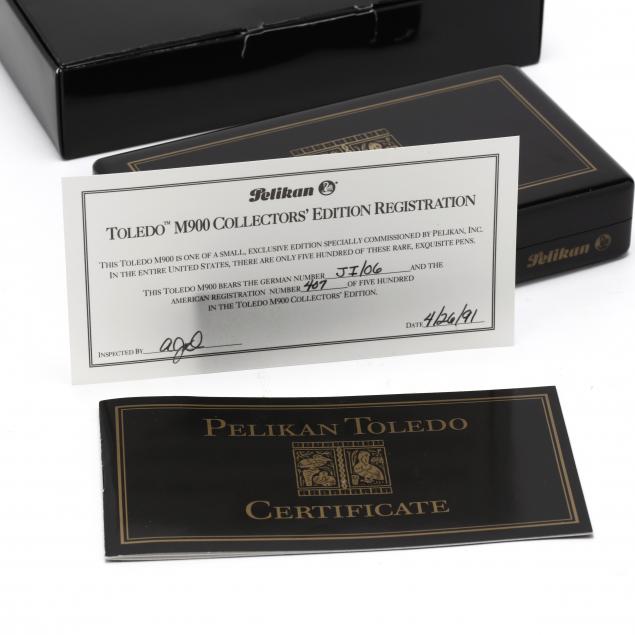 Pelikan
TOLEDO™ M900 COLLECTORS' EDITION REGISTRATION
THIS TOLEDO M900 IS ONE OF A SMALL, EXCLUSIVE EDITION SPECIALLY COMMISSIONED BY PELIKAN, INC.
IN THE ENTIRE UNITED STATES, THERE ARE ONLY FIVE HUNDRED OF THESE RARE, EXQUISITE PENS.
THIS TOLEDO M900 BEARS THE GERMAN NUMBER JI/06 AND THE
AMERICAN REGISTRATION NUMBER 407 OF FIVE HUNDRED
IN THE TOLEDO M900 COLLECTORS' EDITION.
INSPECTED BY DATE 4/26/91
Pelikan
PELIKAN TOLEDO
CERTIFICATE